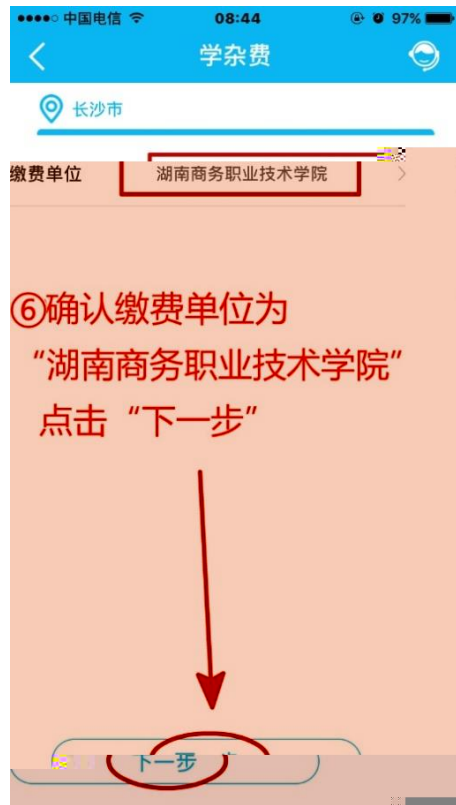 中国电信 08:44 97%
学杂费
长沙市
缴费单位 湖南商务职业技术学院
⑥确认缴费单位为
“湖南商务职业技术学院”
点击“下一步”
下一步